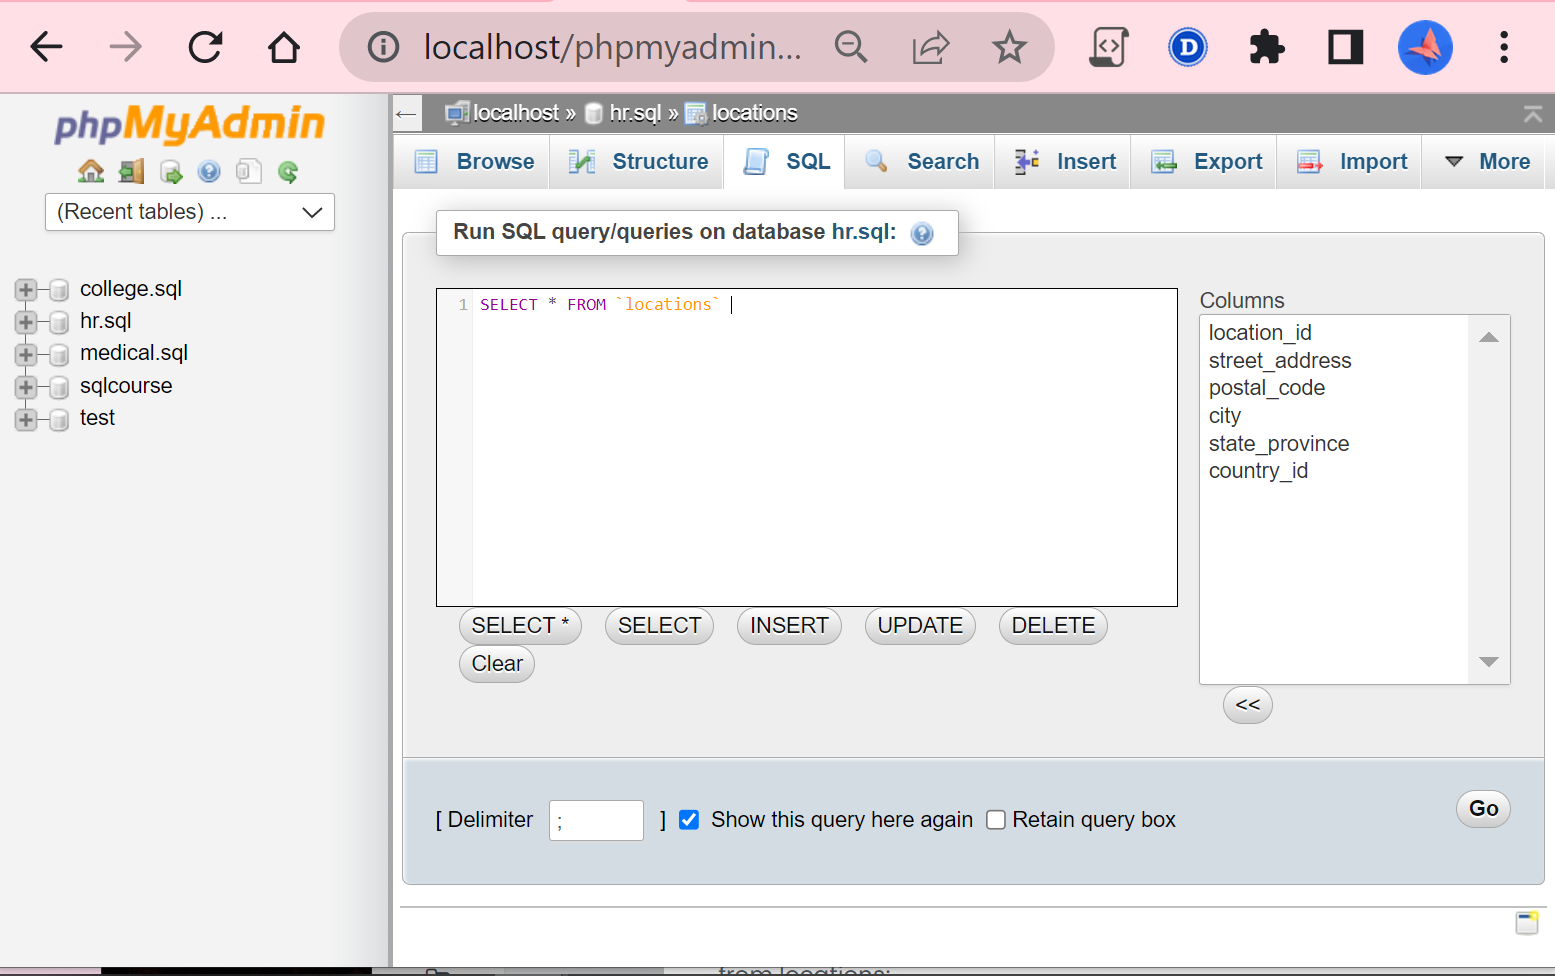 localhost/phpmyadmin...
phpMyAdmin
(Recent tables) ...
college.sql
hr.sql
medical.sql
sqlcourse
test
localhost » hr.sql » locations
Browse Structure SQL Search Insert Export Import More
Run SQL query/queries on database hr.sql:
1 SELECT * FROM `locations`
Columns
location_id
street_address
postal_code
city
state_province
country_id
SELECT * SELECT INSERT UPDATE DELETE
Clear
<<
[ Delimiter ; ] Show this query here again Retain query box
Go
from locations;